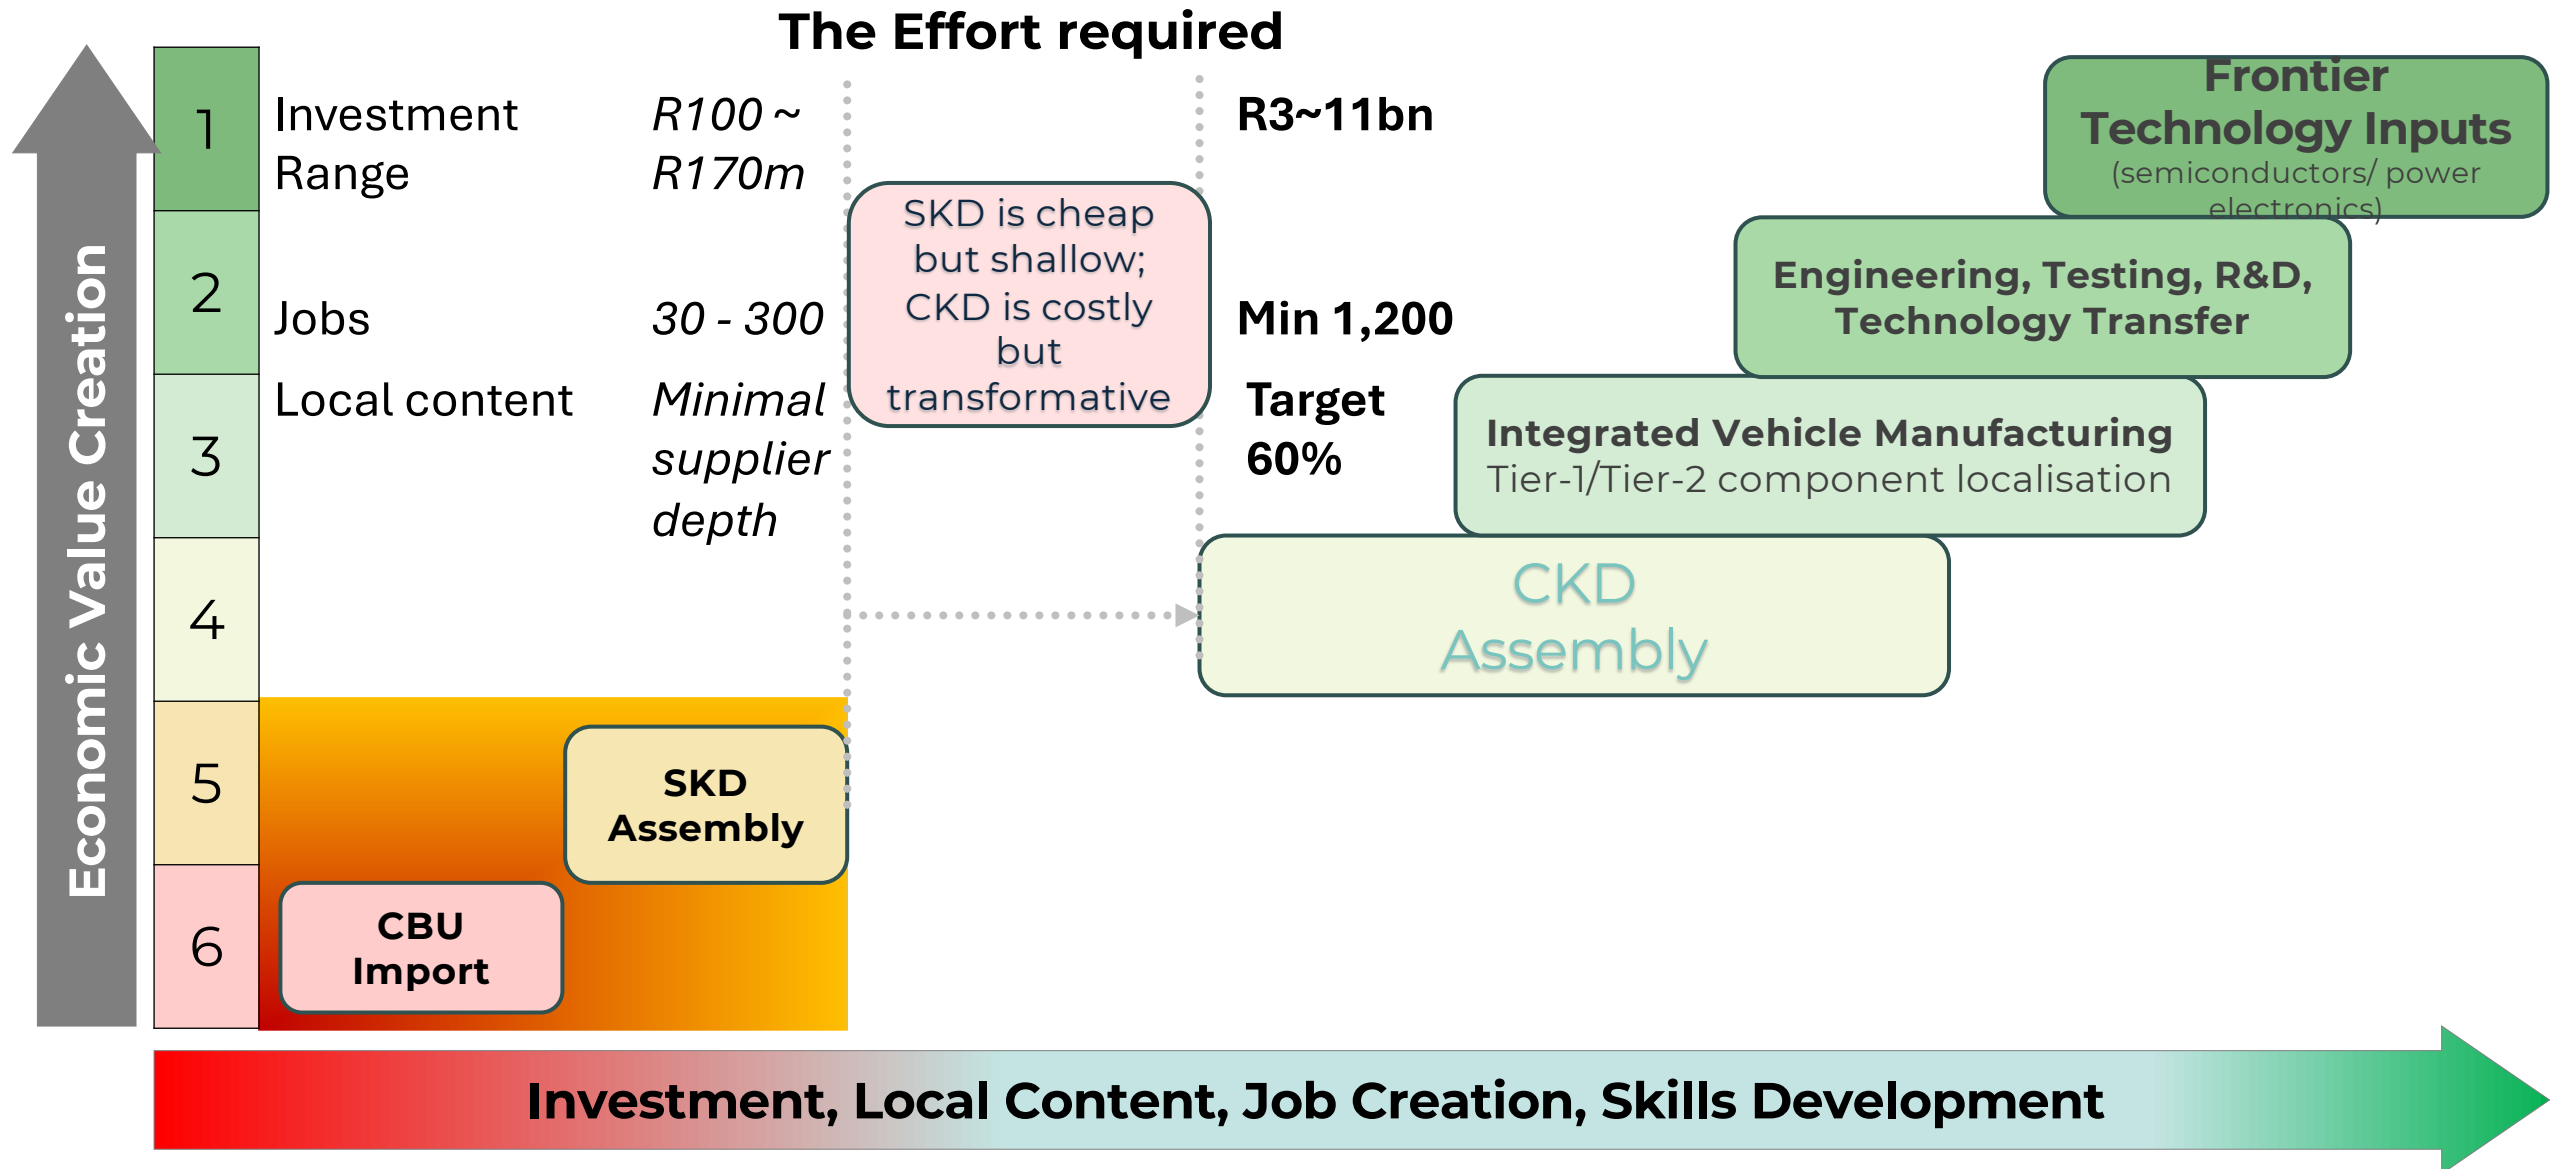 The Effort required
Economic Value Creation
1
2
3
4
5
6
Investment
Range
R100 ~
R170m
R3~11bn
Jobs
30 - 300
Min 1,200
Local content
Minimal
supplier
depth
Target
60%
SKD is cheap
but shallow;
CKD is costly
but
transformative
Frontier
Technology Inputs
(semiconductors/ power
electronics)
Engineering, Testing, R&D,
Technology Transfer
Integrated Vehicle Manufacturing
Tier-1/Tier-2 component localisation
CKD
Assembly
SKD
Assembly
CBU
Import
Investment, Local Content, Job Creation, Skills Development